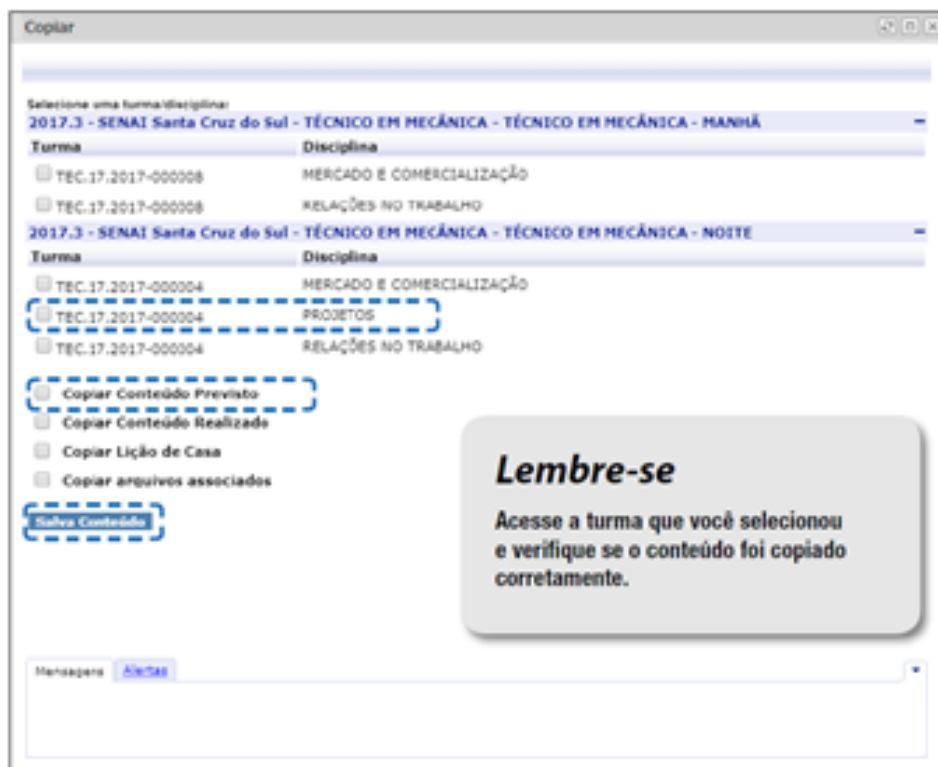 Copiar
Selecione uma turma/disciplina:
2017.3 - SENAI Santa Cruz do Sul - TÉCNICO EM MECÂNICA - TÉCNICO EM MECÂNICA - MANHÃ
Turma Disciplina
TEC.17.2017-000008 MERCADO E COMERCIALIZAÇÃO
TEC.17.2017-000008 RELAÇÕES NO TRABALHO
2017.3 - SENAI Santa Cruz do Sul - TÉCNICO EM MECÂNICA - TÉCNICO EM MECÂNICA - NOITE
Turma Disciplina
TEC.17.2017-000004 MERCADO E COMERCIALIZAÇÃO
TEC.17.2017-000004 PROJETOS
TEC.17.2017-000004 RELAÇÕES NO TRABALHO
Copiar Conteúdo Previsto
Copiar Conteúdo Realizado
Copiar Lição de Casa
Copiar arquivos associados
Salva Conteúdo
Lembre-se
Acesse a turma que você selecionou
e verifique se o conteúdo foi copiado
corretamente.
Mensagens Alertas